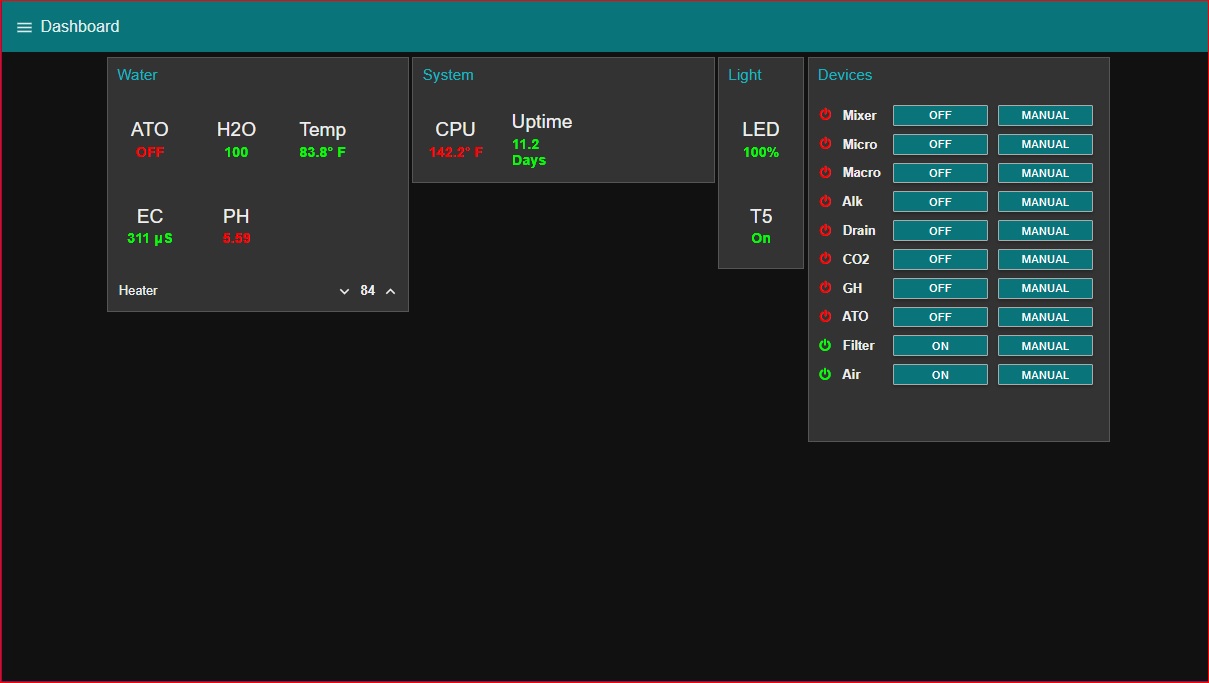 Dashboard
Water
ATO H2O Temp
OFF 100 83.8° F
EC PH
311 µS 5.59
Heater 84
System
CPU Uptime
142.2° F 11.2
Days
Light
LED
100%
T5
On
Devices
Mixer OFF MANUAL
Micro OFF MANUAL
Macro OFF MANUAL
Alk OFF MANUAL
Drain OFF MANUAL
CO2 OFF MANUAL
GH OFF MANUAL
ATO OFF MANUAL
Filter ON MANUAL
Air ON MANUAL